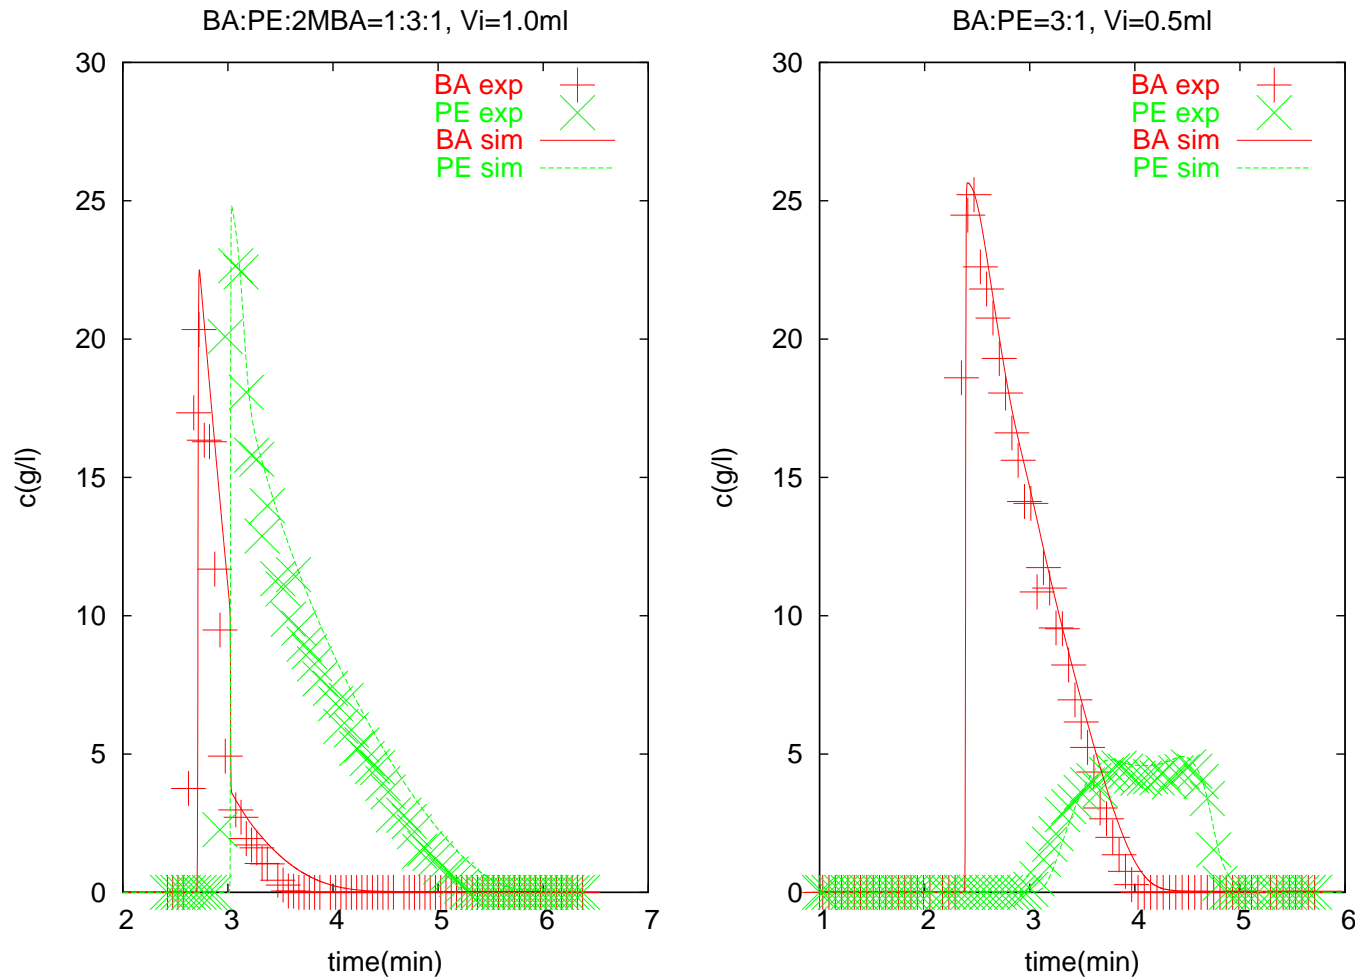 BA:PE:2MBA=1:3:1, Vi=1.0ml
30
25
20
15
10
5
0
2 3 4 5 6 7
c(g/l)
time(min)
BA exp
PE exp
BA sim
PE sim
BA:PE=3:1, Vi=0.5ml
30
25
20
15
10
5
0
1 2 3 4 5 6
c(g/l)
time(min)
BA exp
PE exp
BA sim
PE sim